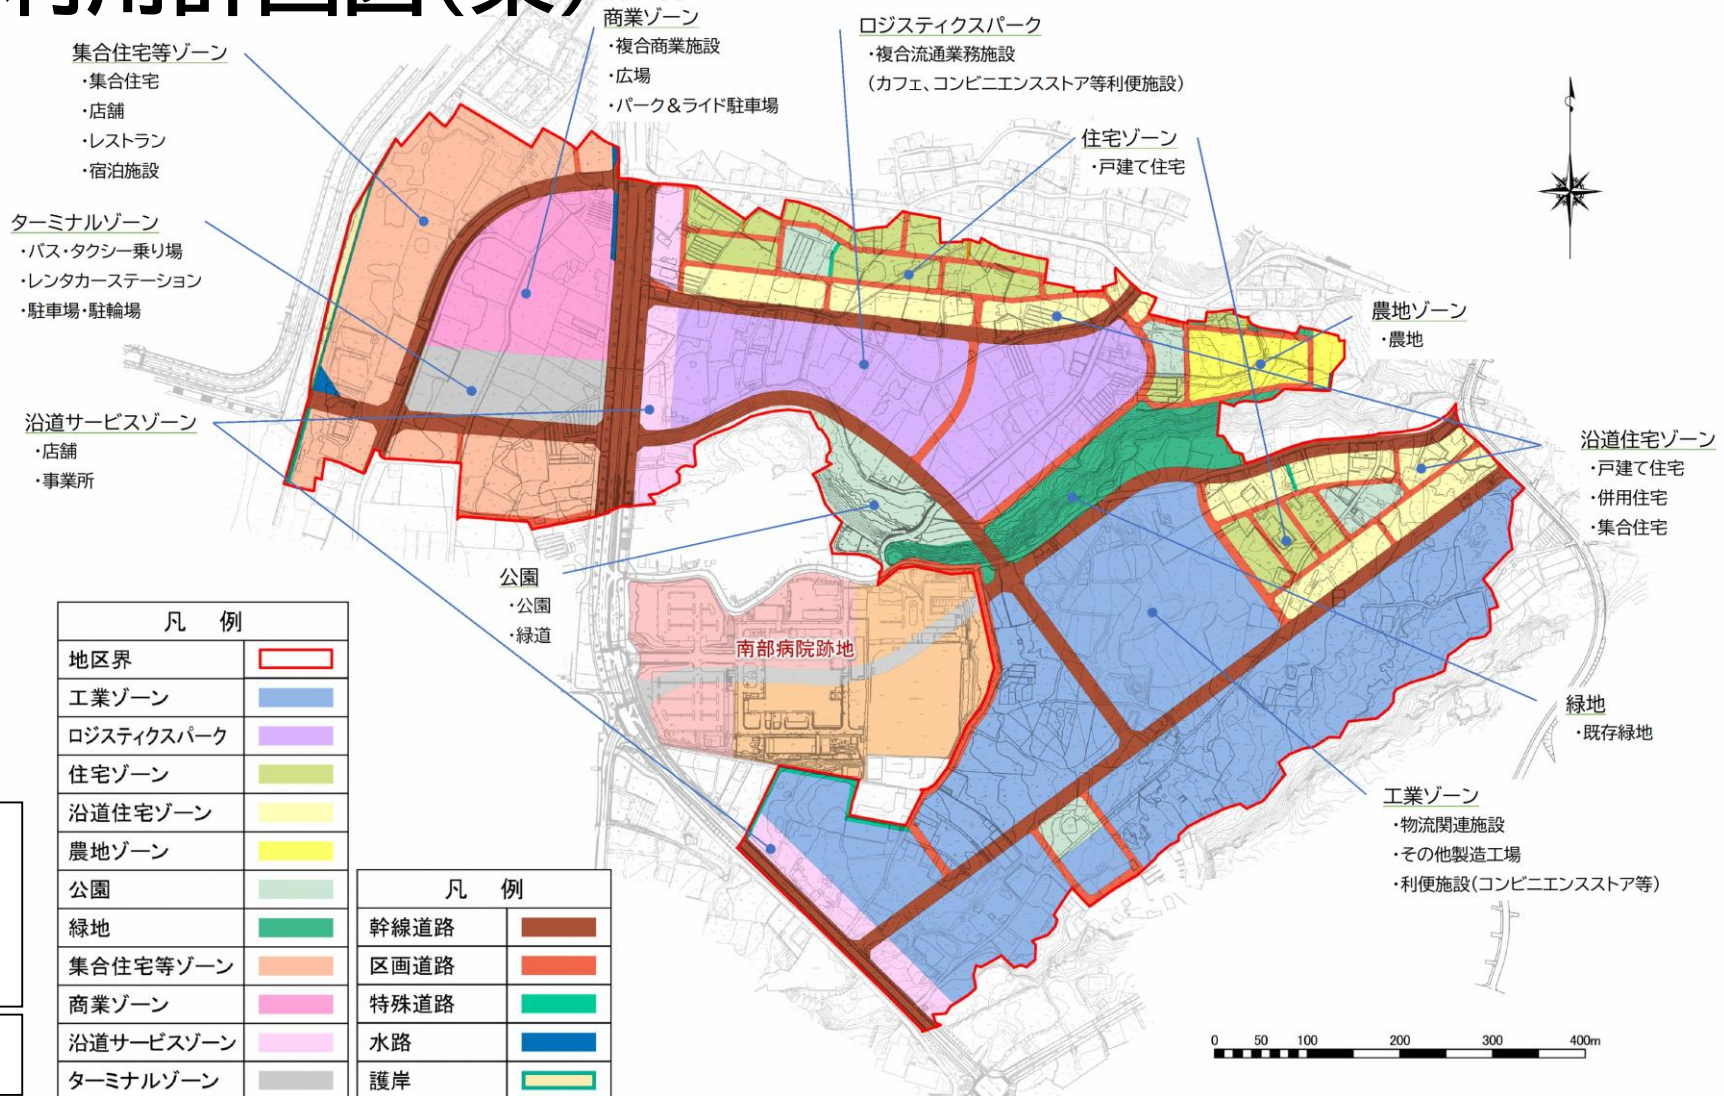 利用計画図(案)
集合住宅等ゾーン
・集合住宅
・店舗
・レストラン
・宿泊施設
商業ゾーン
・複合商業施設
・広場
・パーク&ライド駐車場
ロジスティクスパーク
・複合流通業務施設
(カフェ、コンビニエンスストア等利便施設)
住宅ゾーン
・戸建て住宅
ターミナルゾーン
・バス・タクシー乗り場
・レンタカーステーション
・駐車場・駐輪場
農地ゾーン
・農地
沿道サービスゾーン
・店舗
・事業所
沿道住宅ゾーン
・戸建て住宅
・併用住宅
・集合住宅
公園
・公園
・緑道
南部病院跡地
緑地
・既存緑地
工業ゾーン
・物流関連施設
・その他製造工場
・利便施設(コンビニエンスストア等)
凡 例
地区界
工業ゾーン
ロジスティクスパーク
住宅ゾーン
沿道住宅ゾーン
農地ゾーン
公園
緑地
集合住宅等ゾーン
商業ゾーン
沿道サービスゾーン
ターミナルゾーン
凡 例
幹線道路
区画道路
特殊道路
水路
護岸
0 50 100 200 300 400m